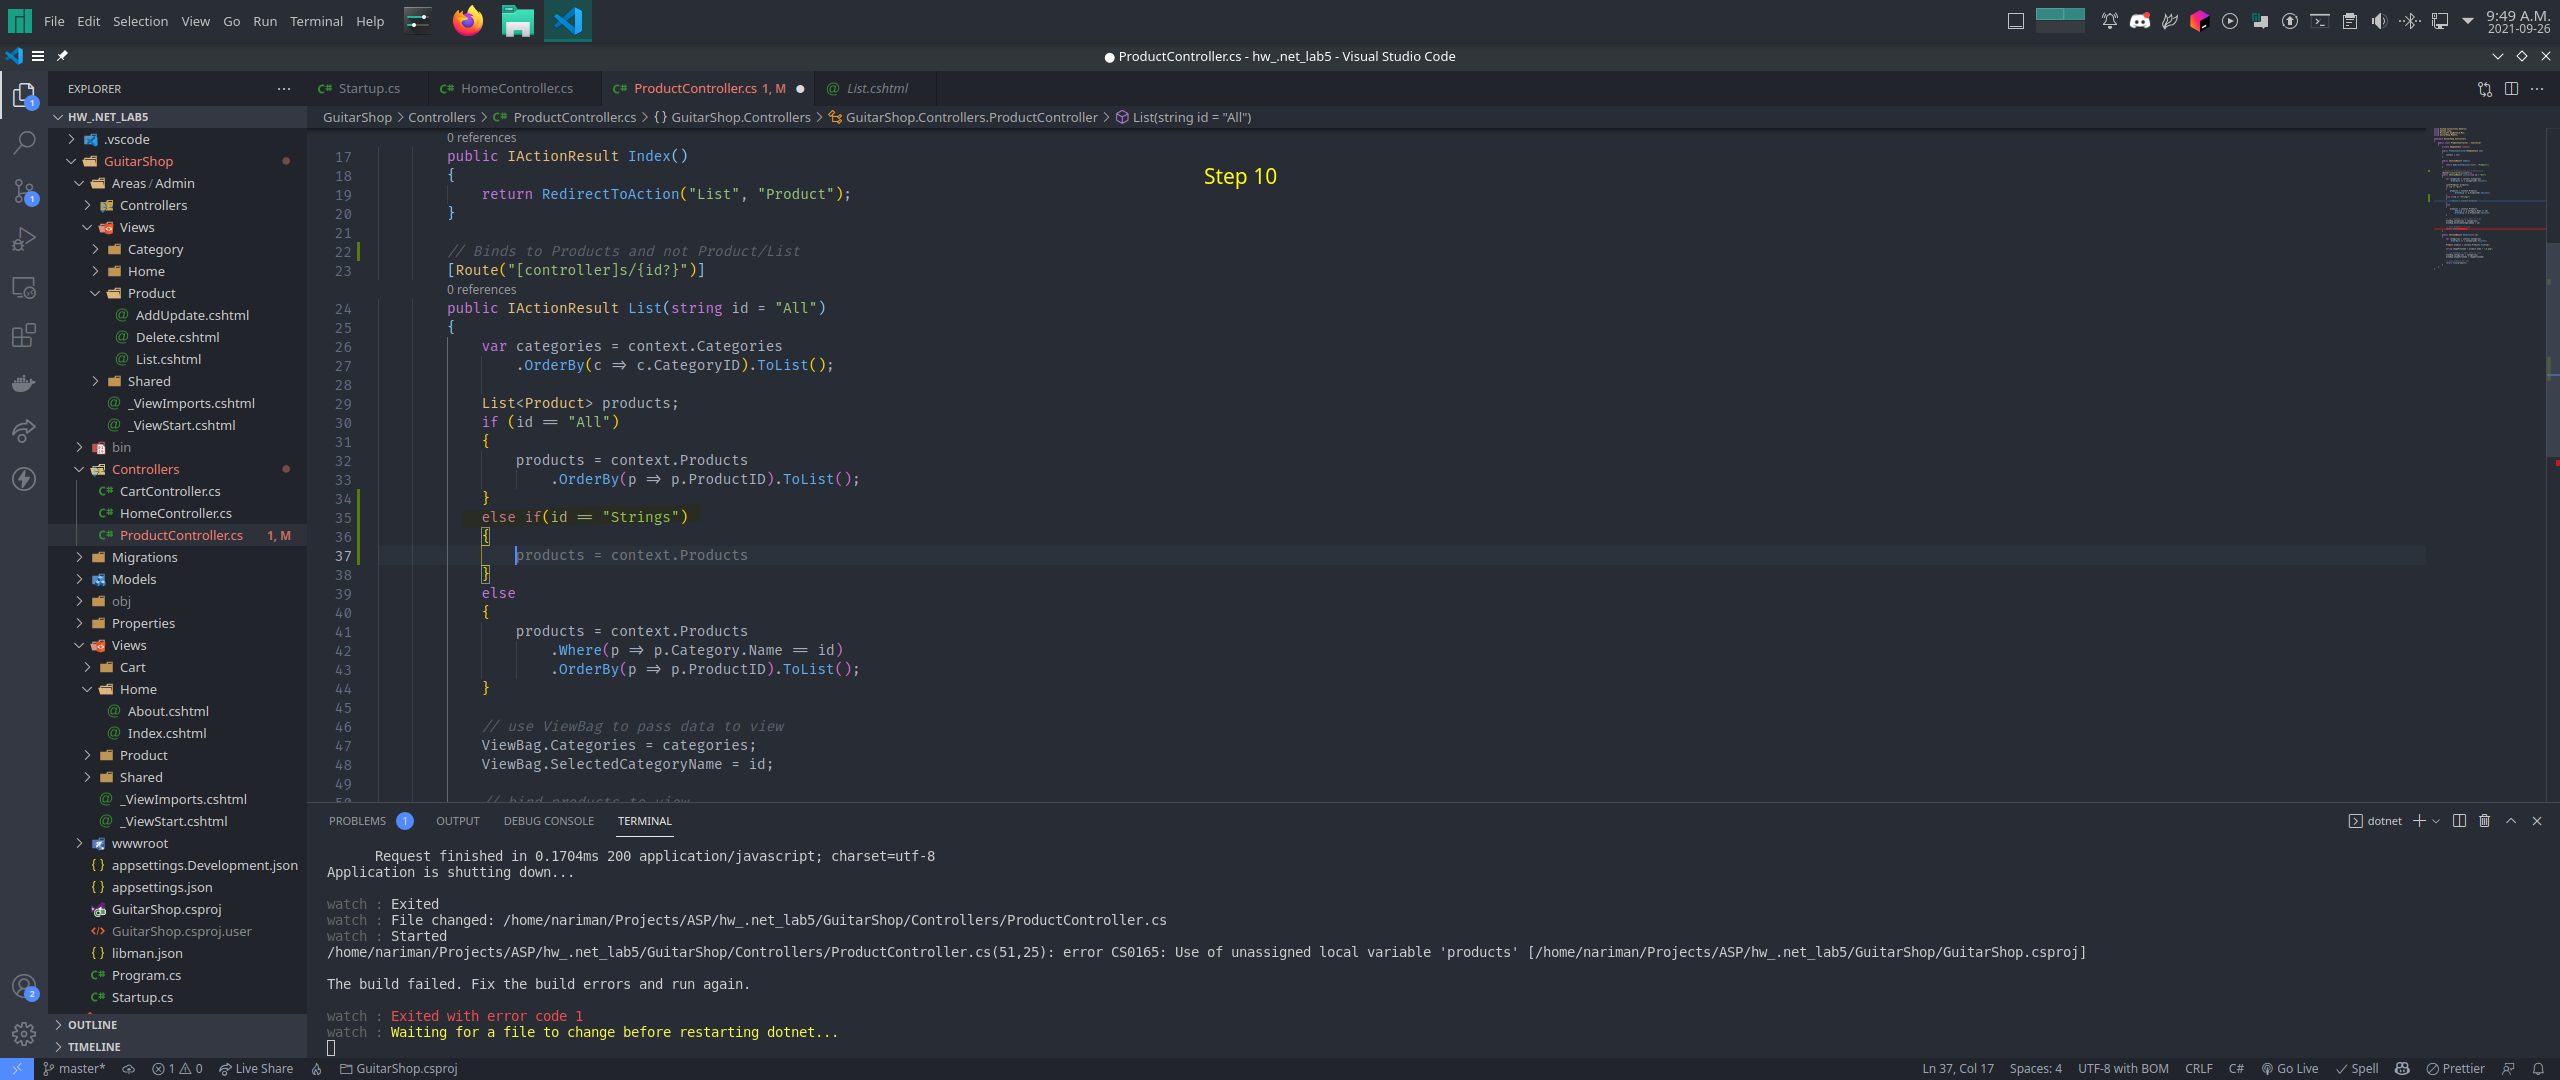 File Edit Selection View Go Run Terminal Help
9:49 A.M.
2021-09-26
● ProductController.cs - hw_.net_lab5 - Visual Studio Code
EXPLORER
Startup.cs
HomeController.cs
ProductController.cs 1, M
List.cshtml
GuitarShop > Controllers > ProductController.cs > {} GuitarShop.Controllers > GuitarShop.Controllers.ProductController > List(string id = "All")
HW_.NET_LAB5
.vscode
GuitarShop
Areas / Admin
Controllers
Views
Category
Home
Product
AddUpdate.cshtml
Delete.cshtml
List.cshtml
Shared
_ViewImports.cshtml
_ViewStart.cshtml
bin
Controllers
C# CartController.cs
C# HomeController.cs
C# ProductController.cs 1, M
Migrations
Models
obj
Properties
Views
Cart
Home
About.cshtml
Index.cshtml
Product
Shared
_ViewImports.cshtml
_ViewStart.cshtml
wwwroot
{} appsettings.Development.json
{} appsettings.json
GuitarShop.csproj
GuitarShop.csproj.user
{} libman.json
C# Program.cs
C# Startup.cs
OUTLINE
TIMELINE
0 references
17 public IActionResult Index()
18 {
19 return RedirectToAction("List", "Product");
20 }
21
22 // Binds to Products and not Product/List
23 [Route("[controller]s/{id?}")]
0 references
24 public IActionResult List(string id = "All")
25 {
26 var categories = context.Categories
27 .OrderBy(c => c.CategoryID).ToList();
28
29 List<Product> products;
30 if (id == "All")
31 {
32 products = context.Products
33 .OrderBy(p => p.ProductID).ToList();
34 }
35 else if(id == "Strings")
36 {
37 products = context.Products
38 }
39 else
40 {
41 products = context.Products
42 .Where(p => p.Category.Name == id)
43 .OrderBy(p => p.ProductID).ToList();
44 }
45
46 // use ViewBag to pass data to view
47 ViewBag.Categories = categories;
48 ViewBag.SelectedCategoryName = id;
49
50 // bind products to view
Step 10
PROBLEMS 1 OUTPUT DEBUG CONSOLE TERMINAL
dotnet
Request finished in 0.1704ms 200 application/javascript; charset=utf-8
Application is shutting down...
watch : Exited
watch : File changed: /home/nariman/Projects/ASP/hw_.net_lab5/GuitarShop/Controllers/ProductController.cs
watch : Started
/home/nariman/Projects/ASP/hw_.net_lab5/GuitarShop/Controllers/ProductController.cs(51,25): error CS0165: Use of unassigned local variable 'products' [/home/nariman/Projects/ASP/hw_.net_lab5/GuitarShop/GuitarShop.csproj]
The build failed. Fix the build errors and run again.
watch : Exited with error code 1
watch : Waiting for a file to change before restarting dotnet...
master* 1 0 Live Share GuitarShop.csproj
Ln 37, Col 17 Spaces: 4 UTF-8 with BOM CRLF C# Go Live Spell Prettier